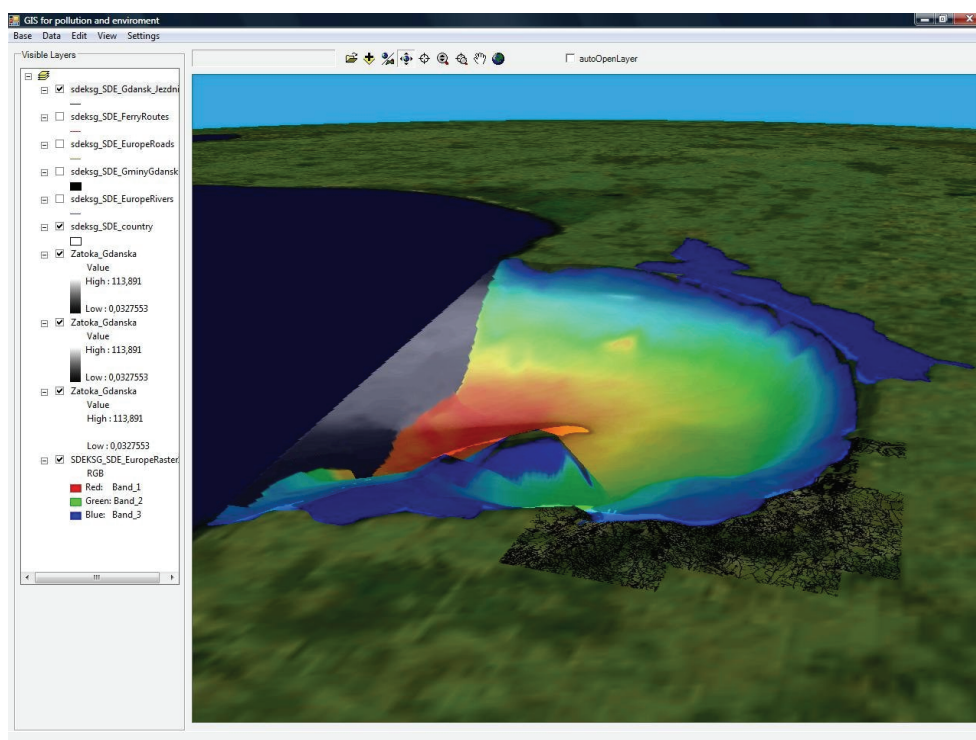 GIS for pollution and enviroment
Base Data Edit View Settings
Visible Layers
autoOpenLayer
sdeksg_SDE_Gdansk_Jezdni
sdeksg_SDE_FerryRoutes
sdeksg_SDE_EuropeRoads
sdeksg_SDE_GminyGdansk
sdeksg_SDE_EuropeRivers
sdeksg_SDE_country
Zatoka_Gdanska
Value
High : 113,891
Low : 0,0327553
Zatoka_Gdanska
Value
High : 113,891
Low : 0,0327553
Zatoka_Gdanska
Value
High : 113,891
Low : 0,0327553
SDEKSG_SDE_EuropeRaster.
RGB
Red: Band_1
Green: Band_2
Blue: Band_3